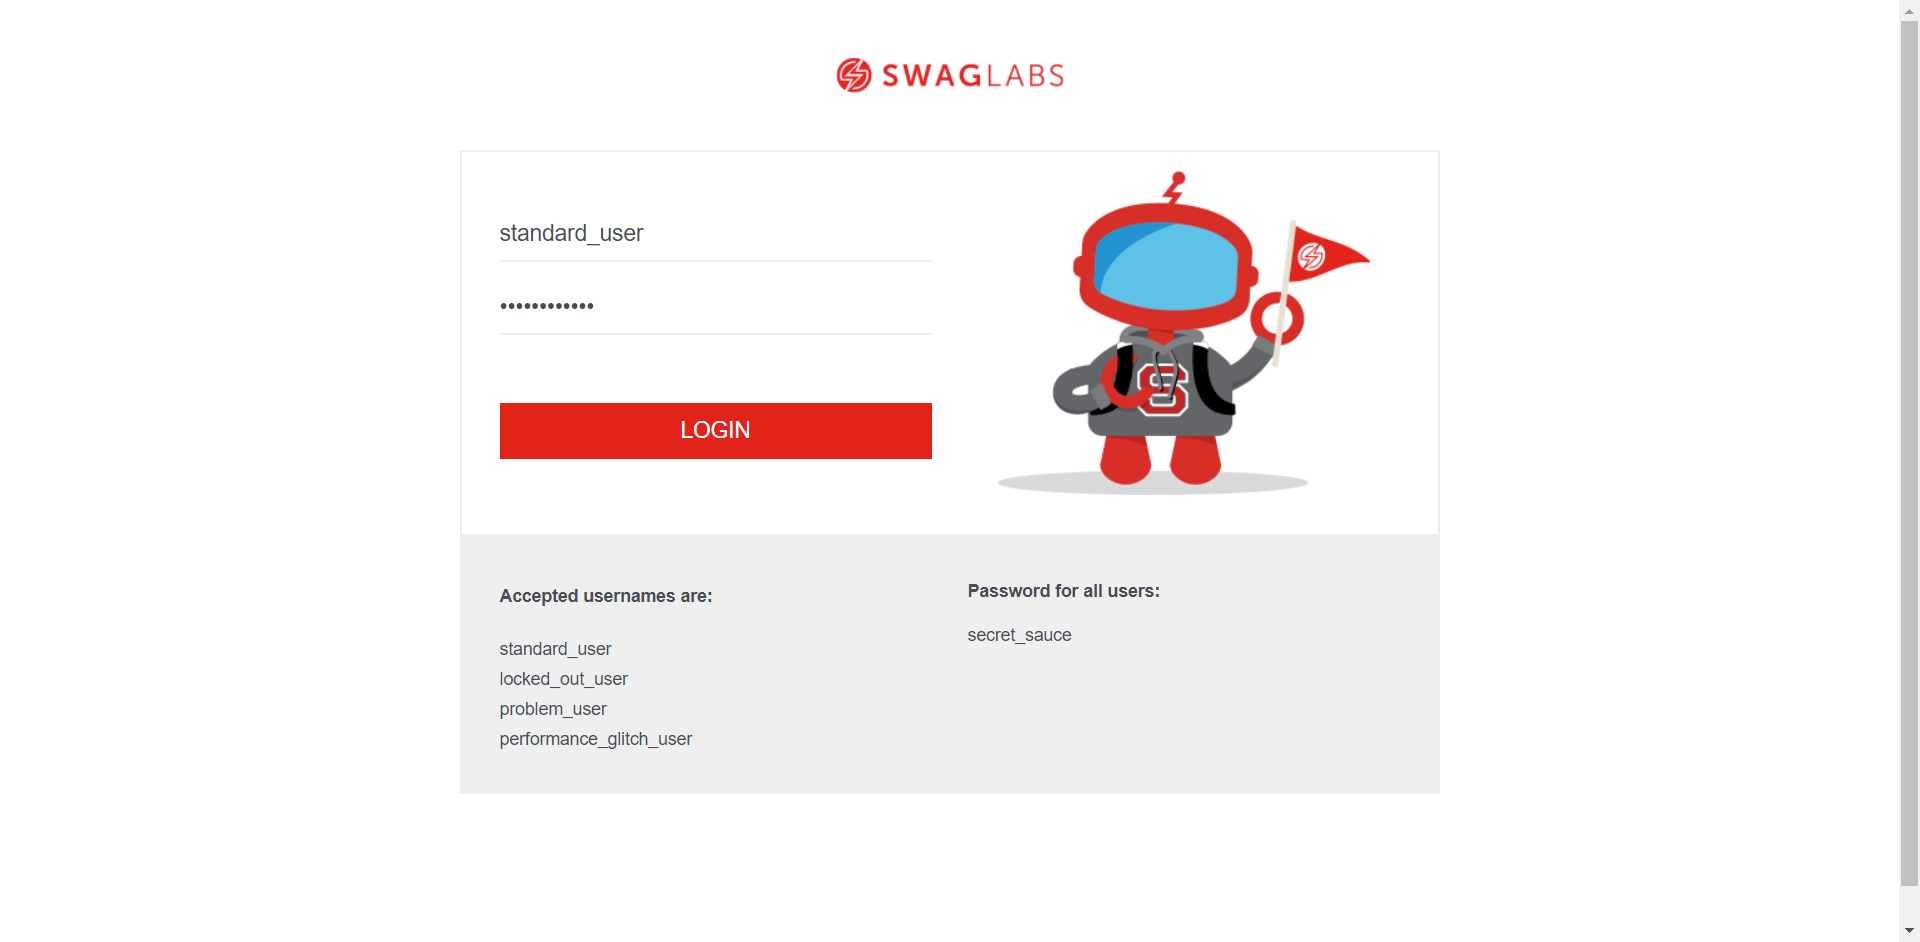 SWAGLABS
standard_user
••••••••••••
LOGIN
S
Accepted usernames are:
standard_user
locked_out_user
problem_user
performance_glitch_user
Password for all users:
secret_sauce